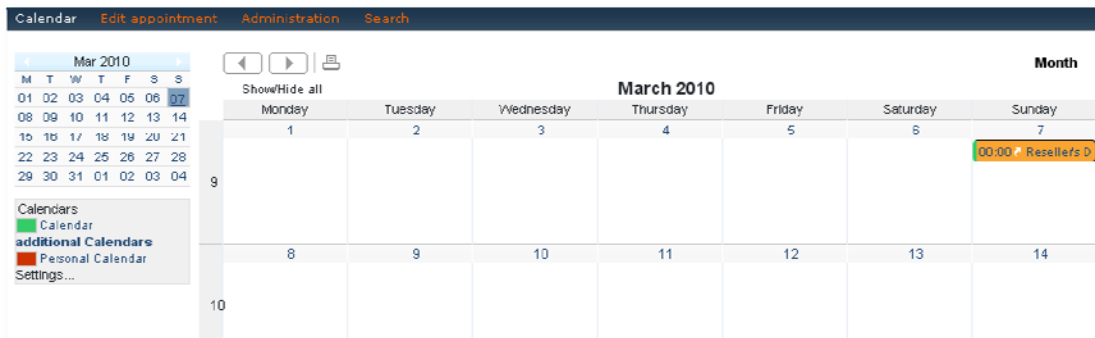 Calendar Edit appointment Administration Search
Mar 2010
M T W T F S S
01 02 03 04 05 06 07
08 09 10 11 12 13 14
15 16 17 18 19 20 21
22 23 24 25 26 27 28
29 30 31 01 02 03 04
Calendars
Calendar
additional Calendars
Personal Calendar
Settings...
Month
Show/Hide all
March 2010
Monday Tuesday Wednesday Thursday Friday Saturday Sunday
1 2 3 4 5 6 7
00:00 Reseller's D
9
8 9 10 11 12 13 14
10